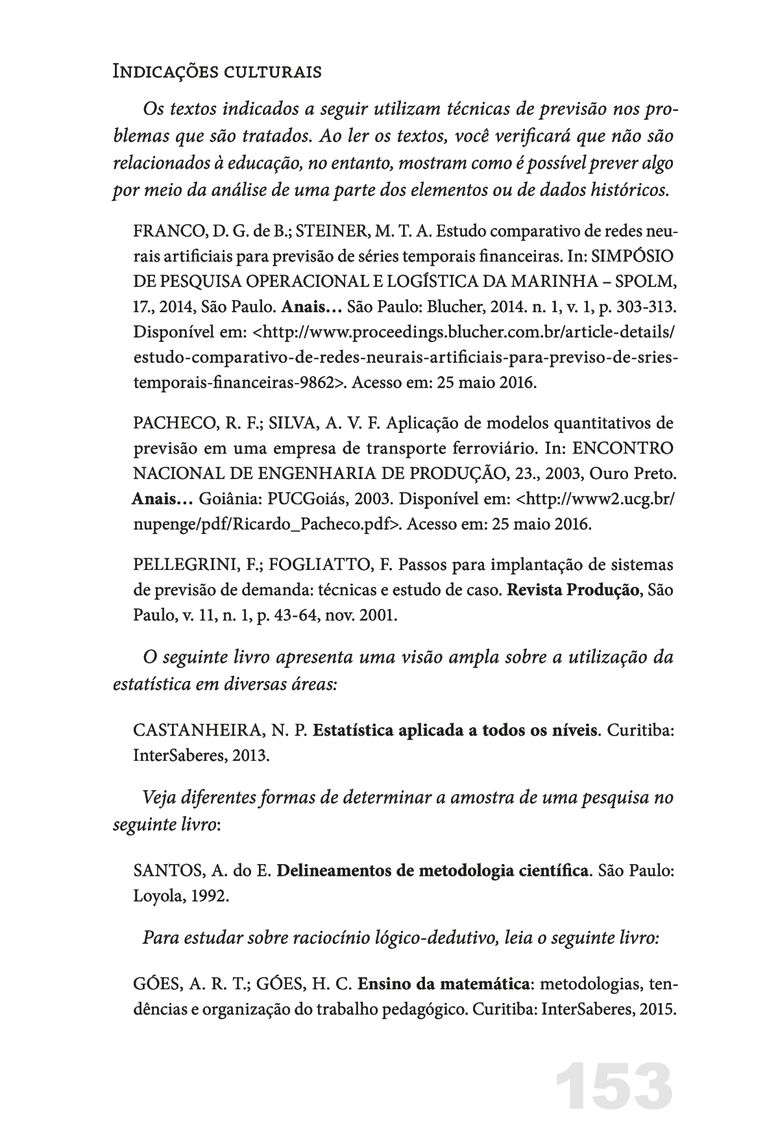 Indicações culturais
Os textos indicados a seguir utilizam técnicas de previsão nos pro-
blemas que são tratados. Ao ler os textos, você verificará que não são
relacionados à educação, no entanto, mostram como é possível prever algo
por meio da análise de uma parte dos elementos ou de dados históricos.
FRANCO, D. G. de B.; STEINER, M. T. A. Estudo comparativo de redes neu-
rais artificiais para previsão de séries temporais financeiras. In: SIMPÓSIO
DE PESQUISA OPERACIONAL E LOGÍSTICA DA MARINHA – SPOLM,
17., 2014, São Paulo. Anais… São Paulo: Blucher, 2014. n. 1, v. 1, p. 303-313.
Disponível em: <http://www.proceedings.blucher.com.br/article-details/
estudo-comparativo-de-redes-neurais-artificiais-para-previso-de-sries-
temporais-financeiras-9862>. Acesso em: 25 maio 2016.
PACHECO, R. F.; SILVA, A. V. F. Aplicação de modelos quantitativos de
previsão em uma empresa de transporte ferroviário. In: ENCONTRO
NACIONAL DE ENGENHARIA DE PRODUÇÃO, 23., 2003, Ouro Preto.
Anais… Goiânia: PUCGoiás, 2003. Disponível em: <http://www2.ucg.br/
nupenge/pdf/Ricardo_Pacheco.pdf>. Acesso em: 25 maio 2016.
PELLEGRINI, F.; FOGLIATTO, F. Passos para implantação de sistemas
de previsão de demanda: técnicas e estudo de caso. Revista Produção, São
Paulo, v. 11, n. 1, p. 43-64, nov. 2001.
O seguinte livro apresenta uma visão ampla sobre a utilização da
estatística em diversas áreas:
CASTANHEIRA, N. P. Estatística aplicada a todos os níveis. Curitiba:
InterSaberes, 2013.
Veja diferentes formas de determinar a amostra de uma pesquisa no
seguinte livro:
SANTOS, A. do E. Delineamentos de metodologia científica. São Paulo:
Loyola, 1992.
Para estudar sobre raciocínio lógico-dedutivo, leia o seguinte livro:
GÓES, A. R. T.; GÓES, H. C. Ensino da matemática: metodologias, ten-
dências e organização do trabalho pedagógico. Curitiba: InterSaberes, 2015.
153